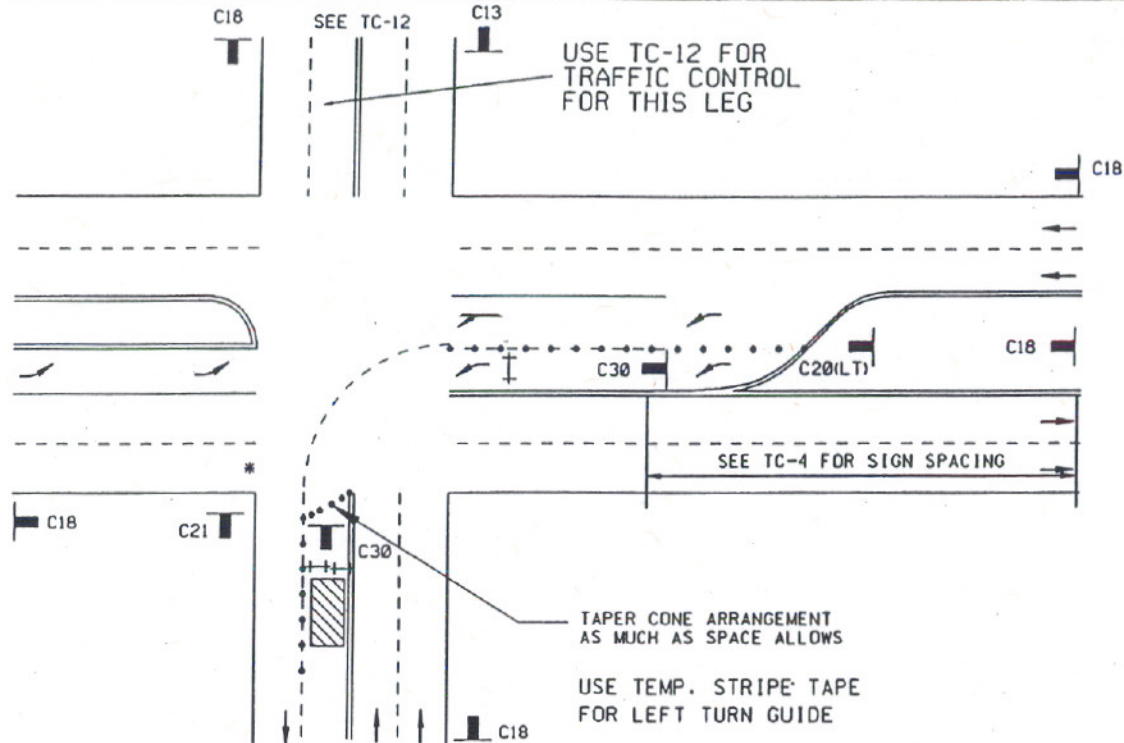 C18
SEE TC-12
C13
USE TC-12 FOR
TRAFFIC CONTROL
FOR THIS LEG
C18
C18
C30
C20(LT)
SEE TC-4 FOR SIGN SPACING
*
C18
C21
C30
TAPER CONE ARRANGEMENT
AS MUCH AS SPACE ALLOWS
USE TEMP. STRIPE TAPE
FOR LEFT TURN GUIDE
C18